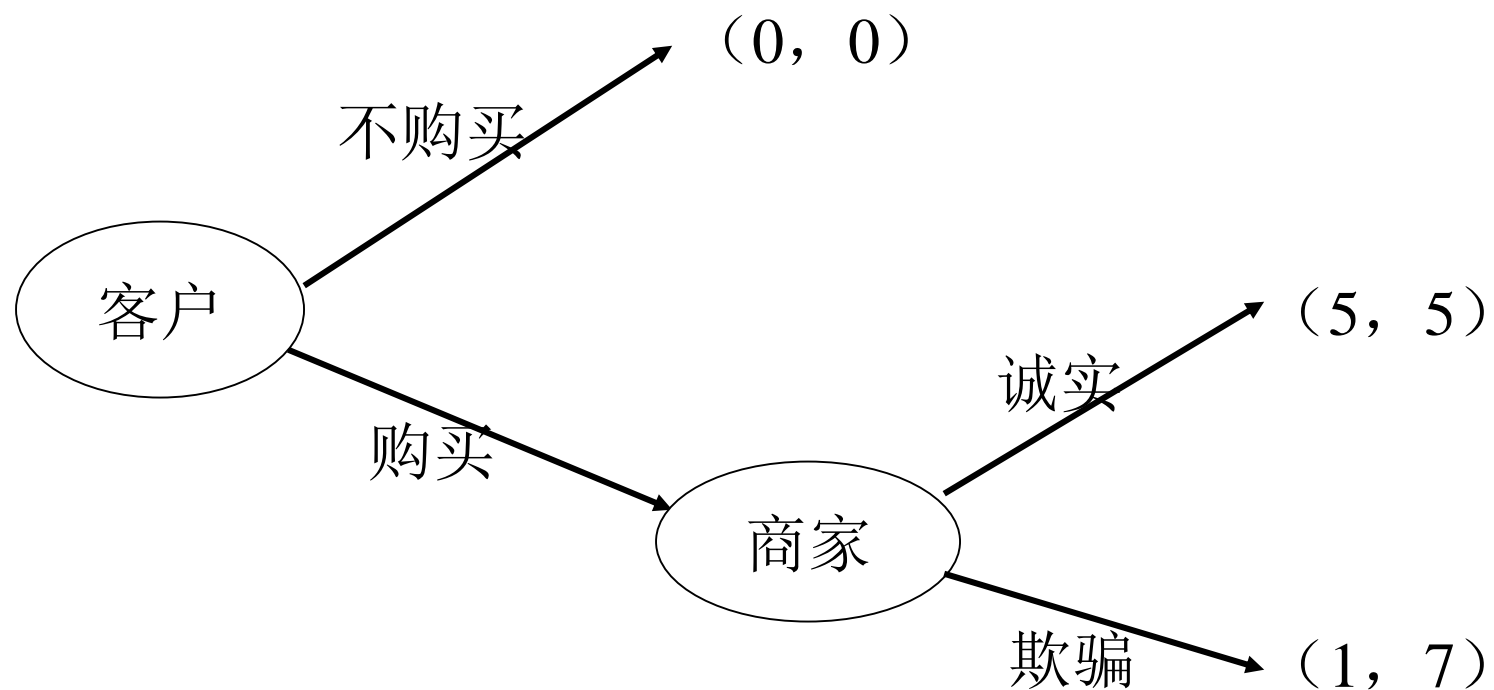 （0，0）
不购买
客户
（5，5）
诚实
购买
商家
欺骗
（1，7）